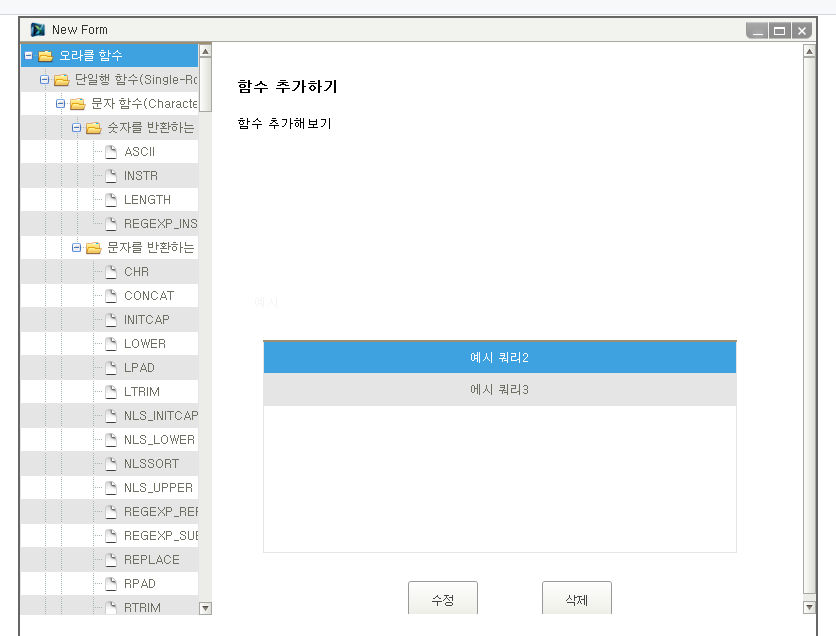 New Form
오라클 함수
단일행 함수(Single-Ro
문자 함수(Characte
숫자를 반환하는
ASCII
INSTR
LENGTH
REGEXP_INS
문자를 반환하는
CHR
CONCAT
INITCAP
LOWER
LPAD
LTRIM
NLS_INITCAP
NLS_LOWER
NLSSORT
NLS_UPPER
REGEXP_REF
REGEXP_SUE
REPLACE
RPAD
RTRIM
함수 추가하기
함수 추가해보기
예시
예시 쿼리2
예시 쿼리3
수정
삭제